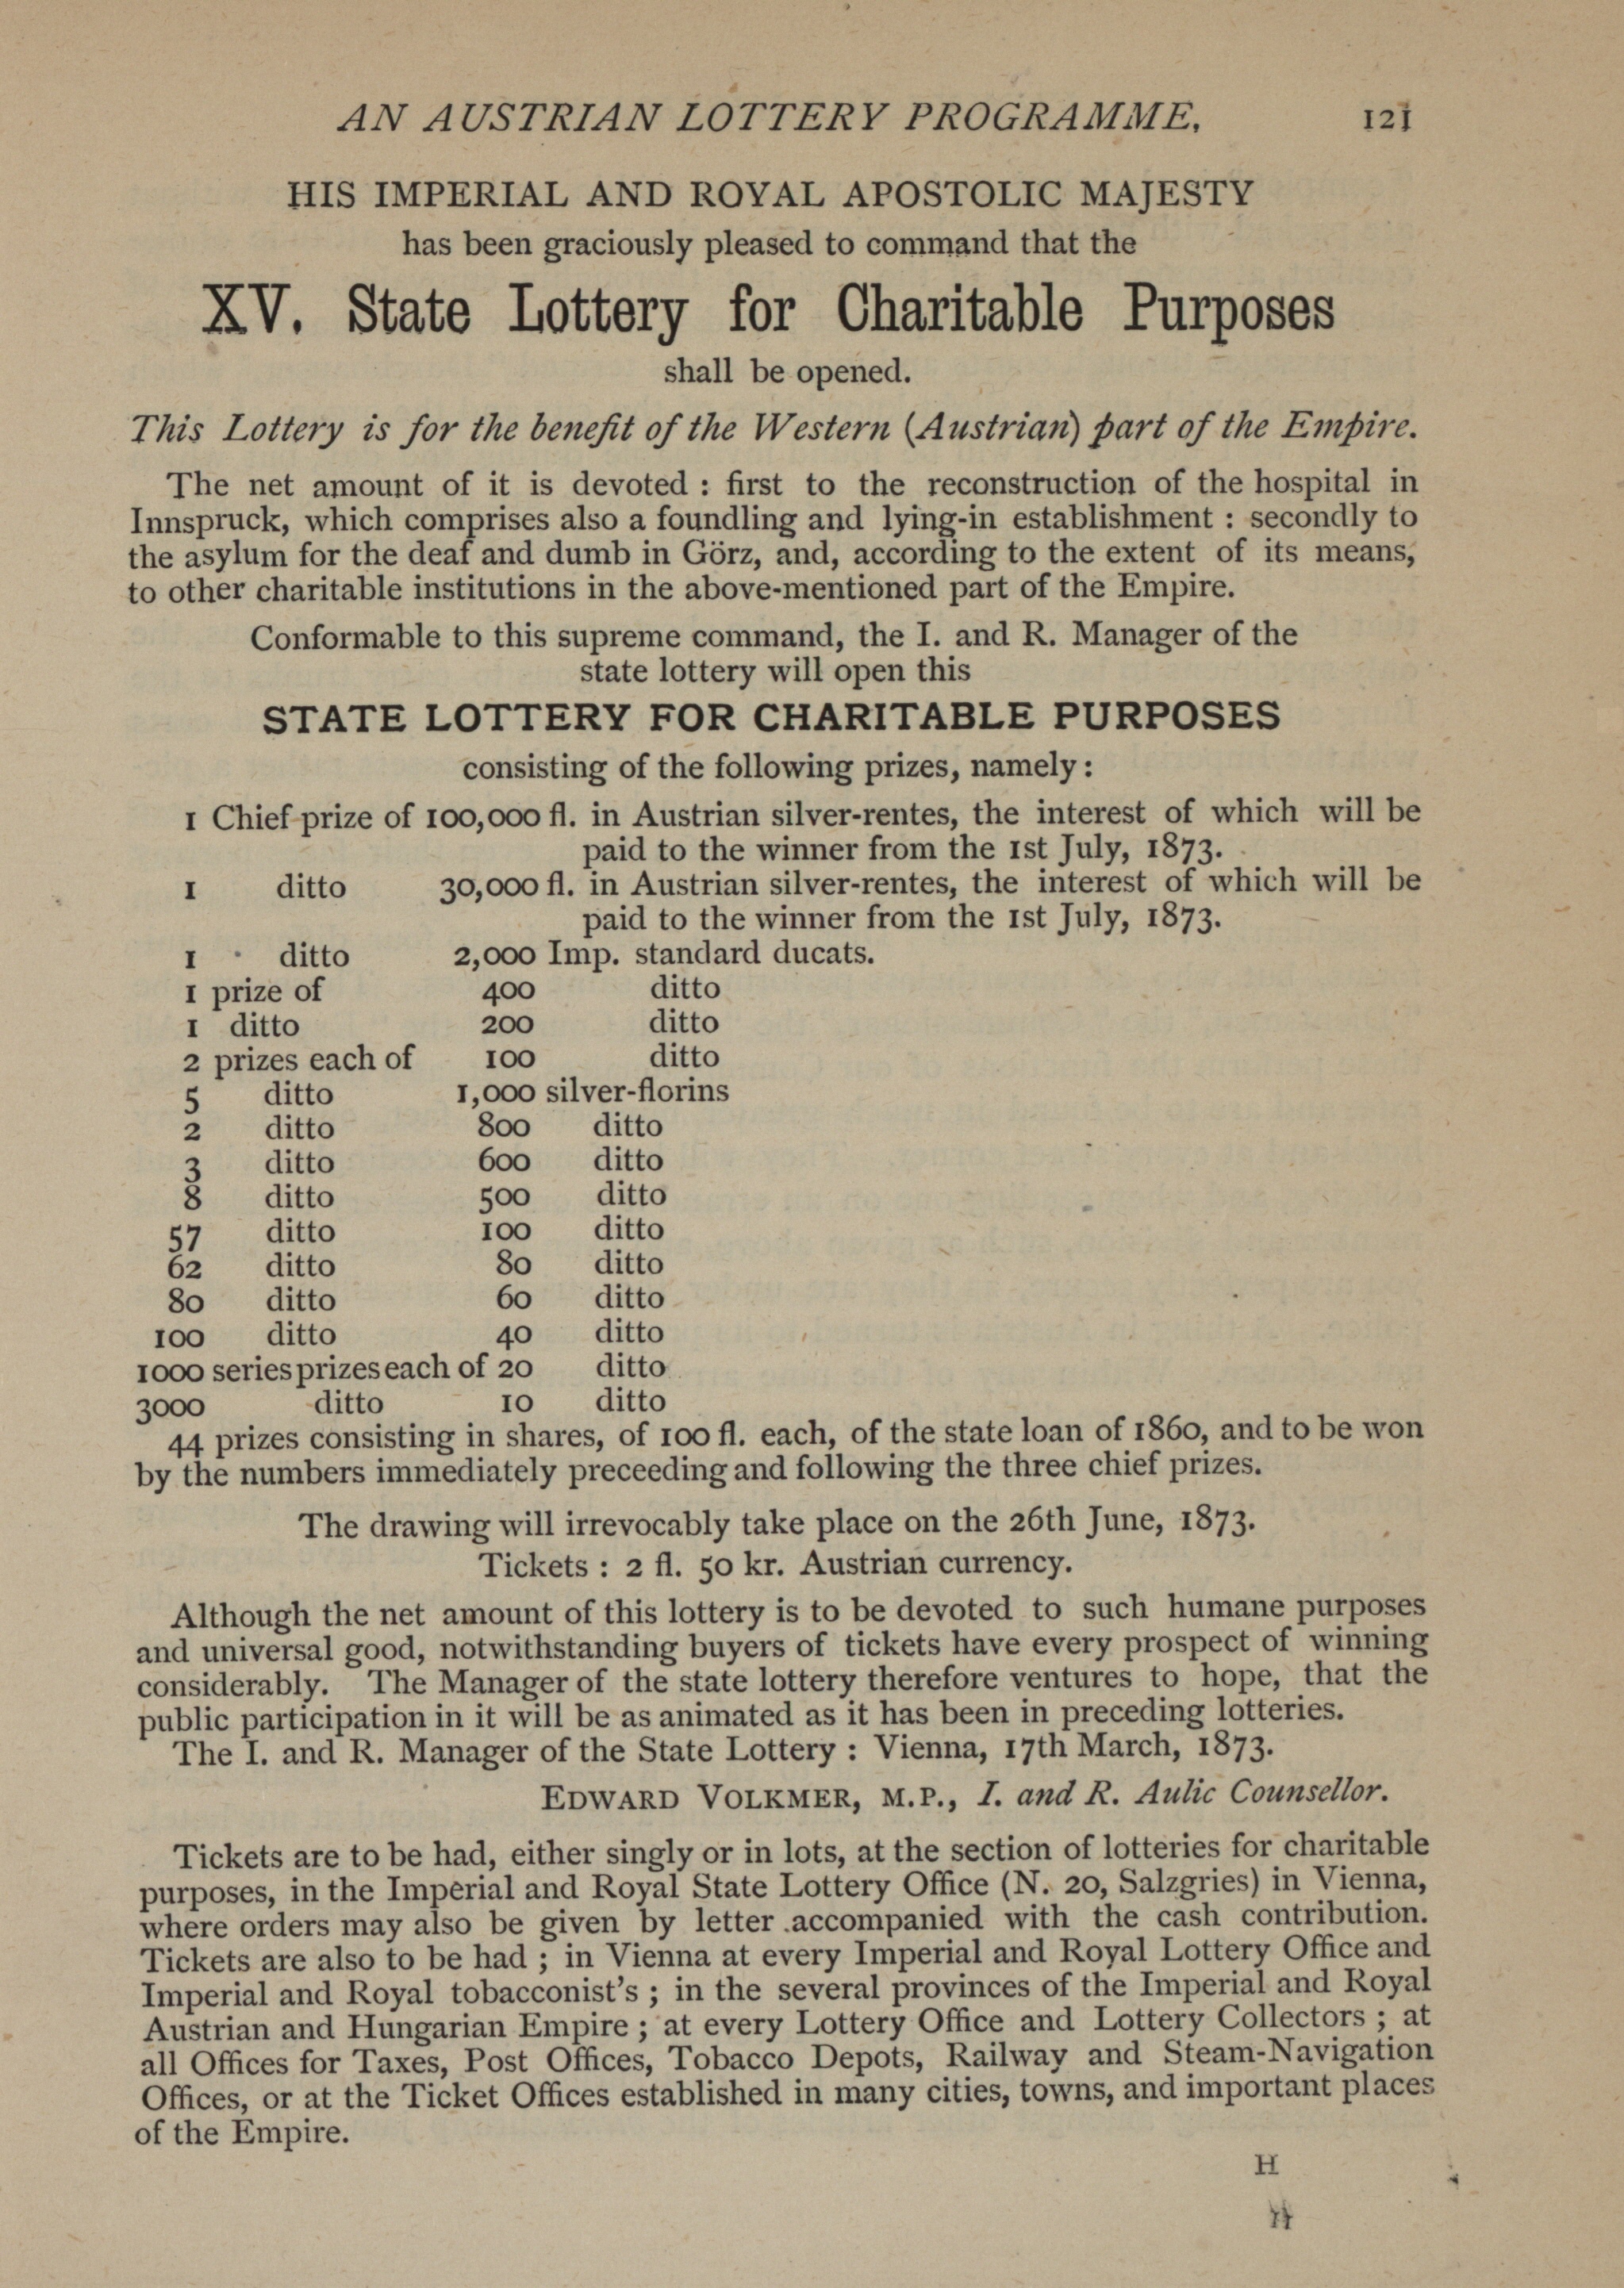 AN AUSTRIAN LOTTERY PROGRAMME. 121
HIS IMPERIAL AND ROYAL APOSTOLIC MAJESTY
has been graciously pleased to command that the
XV. State Lottery for Charitable Purposes
shall be opened.
This Lottery is for the benefit of the Western (Austrian) part of the Empire.
The net amount of it is devoted : first to the reconstruction of the hospital in
Innspruck, which comprises also a foundling and lying-in establishment : secondly to
the asylum for the deaf and dumb in Görz, and, according to the extent of its means,
to other charitable institutions in the above-mentioned part of the Empire.
Conformable to this supreme command, the I. and R. Manager of the
state lottery will open this
STATE LOTTERY FOR CHARITABLE PURPOSES
consisting of the following prizes, namely :
1 Chief prize of 100,000 fl. in Austrian silver-rentes, the interest of which will be
paid to the winner from the 1st July, 1873.
1 ditto 30,000 fl. in Austrian silver-rentes, the interest of which will be
paid to the winner from the 1st July, 1873.
1 ditto 2,000 Imp. standard ducats.
1 prize of 400 ditto
1 ditto 200 ditto
2 prizes each of 100 ditto
5 ditto 1,000 silver-florins
2 ditto 800 ditto
3 ditto 600 ditto
8 ditto 500 ditto
57 ditto 100 ditto
62 ditto 80 ditto
80 ditto 60 ditto
100 ditto 40 ditto
1000 series prizes each of 20 ditto
3000 ditto 10 ditto
44 prizes consisting in shares, of 100 fl. each, of the state loan of 1860, and to be won
by the numbers immediately preceeding and following the three chief prizes.
The drawing will irrevocably take place on the 26th June, 1873.
Tickets : 2 fl. 50 kr. Austrian currency.
Although the net amount of this lottery is to be devoted to such humane purposes
and universal good, notwithstanding buyers of tickets have every prospect of winning
considerably. The Manager of the state lottery therefore ventures to hope, that the
public participation in it will be as animated as it has been in preceding lotteries.
The I. and R. Manager of the State Lottery : Vienna, 17th March, 1873.
EDWARD VOLKMER, M.P., I. and R. Aulic Counsellor.
Tickets are to be had, either singly or in lots, at the section of lotteries for charitable
purposes, in the Imperial and Royal State Lottery Office (N. 20, Salzgries) in Vienna,
where orders may also be given by letter accompanied with the cash contribution.
Tickets are also to be had ; in Vienna at every Imperial and Royal Lottery Office and
Imperial and Royal tobacconist's ; in the several provinces of the Imperial and Royal
Austrian and Hungarian Empire ; at every Lottery Office and Lottery Collectors ; at
all Offices for Taxes, Post Offices, Tobacco Depots, Railway and Steam-Navigation
Offices, or at the Ticket Offices established in many cities, towns, and important places
of the Empire.
H